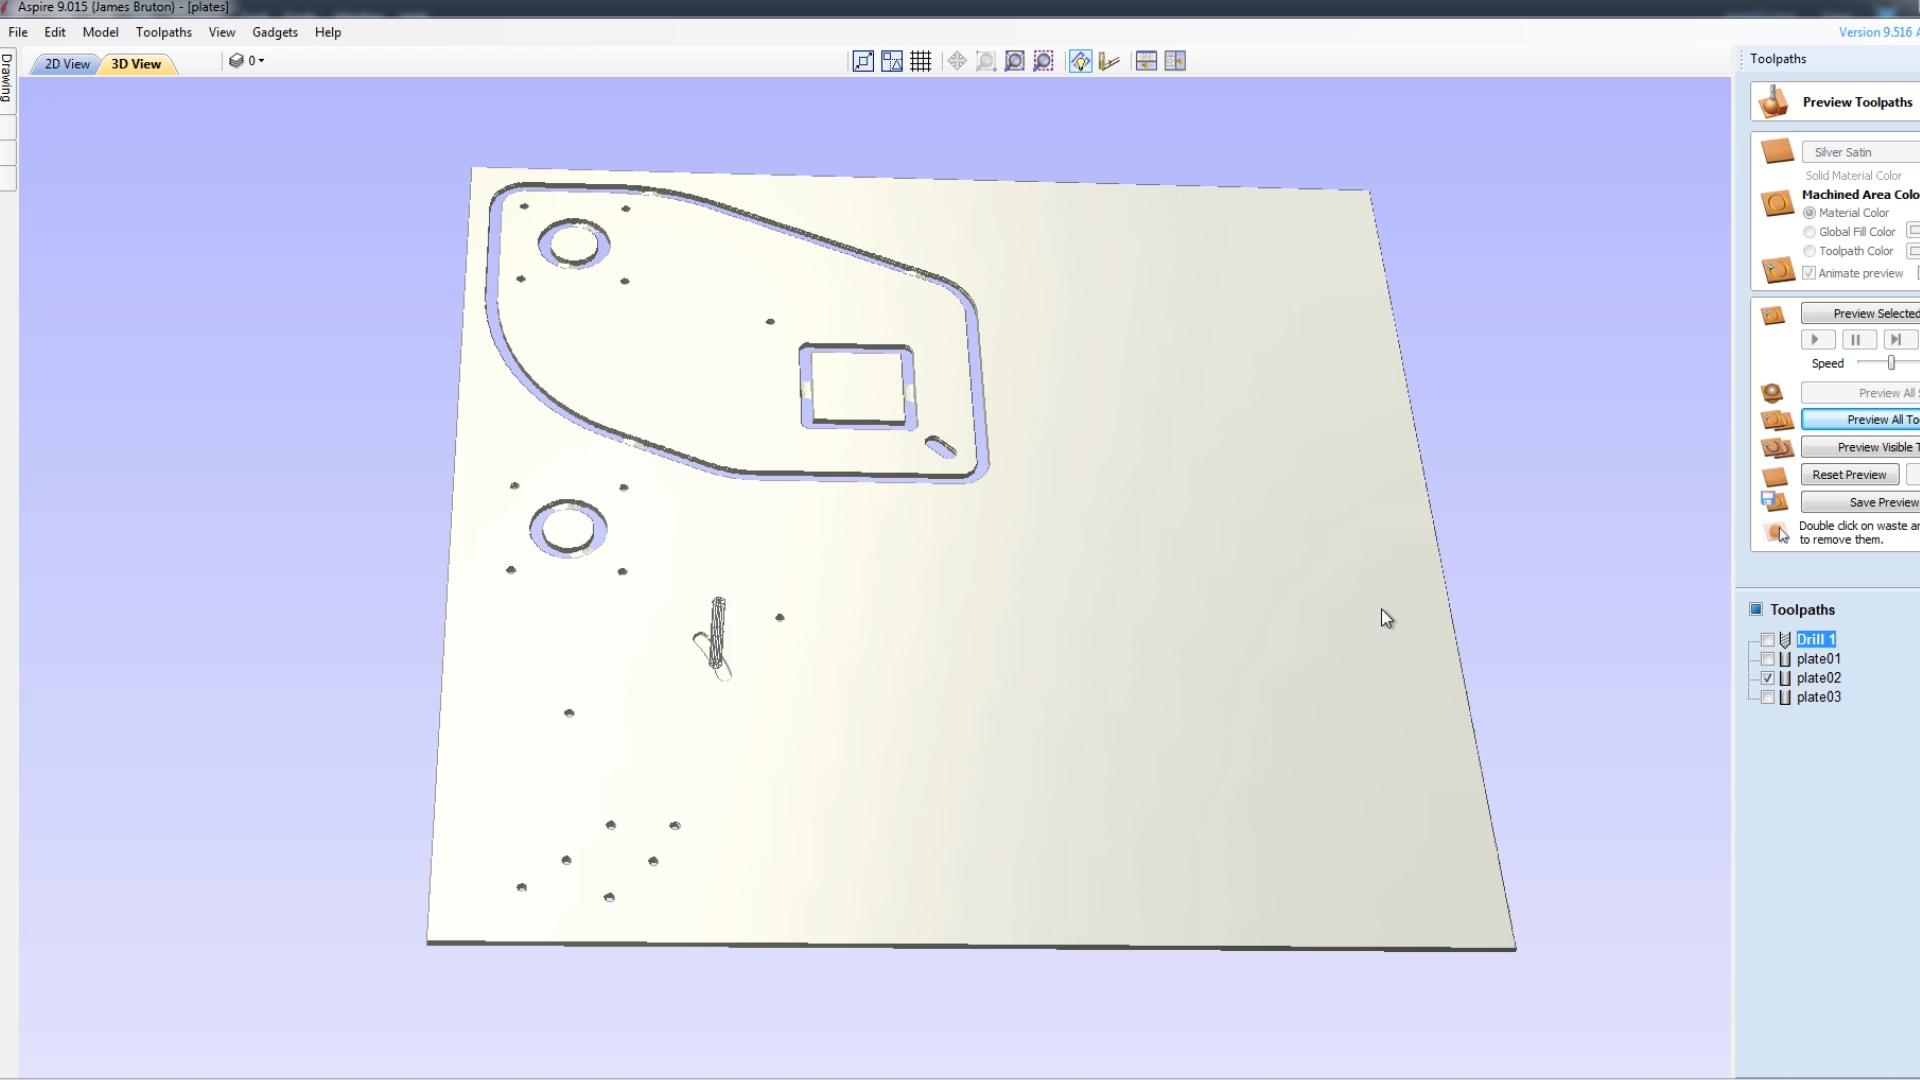 Aspire 9.015 {James Bruton} - [plates]
File Edit Model Toolpaths View Gadgets Help
Version 9.516 A
Drawing
2D View 3D View 0
Toolpaths
Preview Toolpaths
Silver Satin
Solid Material Color
Machined Area Colo
Material Color
Global Fill Color
Toolpath Color
Animate preview
Preview Selected
Speed
Preview All S
Preview All To
Preview Visible T
Reset Preview
Save Preview
Double click on waste ar
to remove them.
Toolpaths
Drill 1
plate01
plate02
plate03